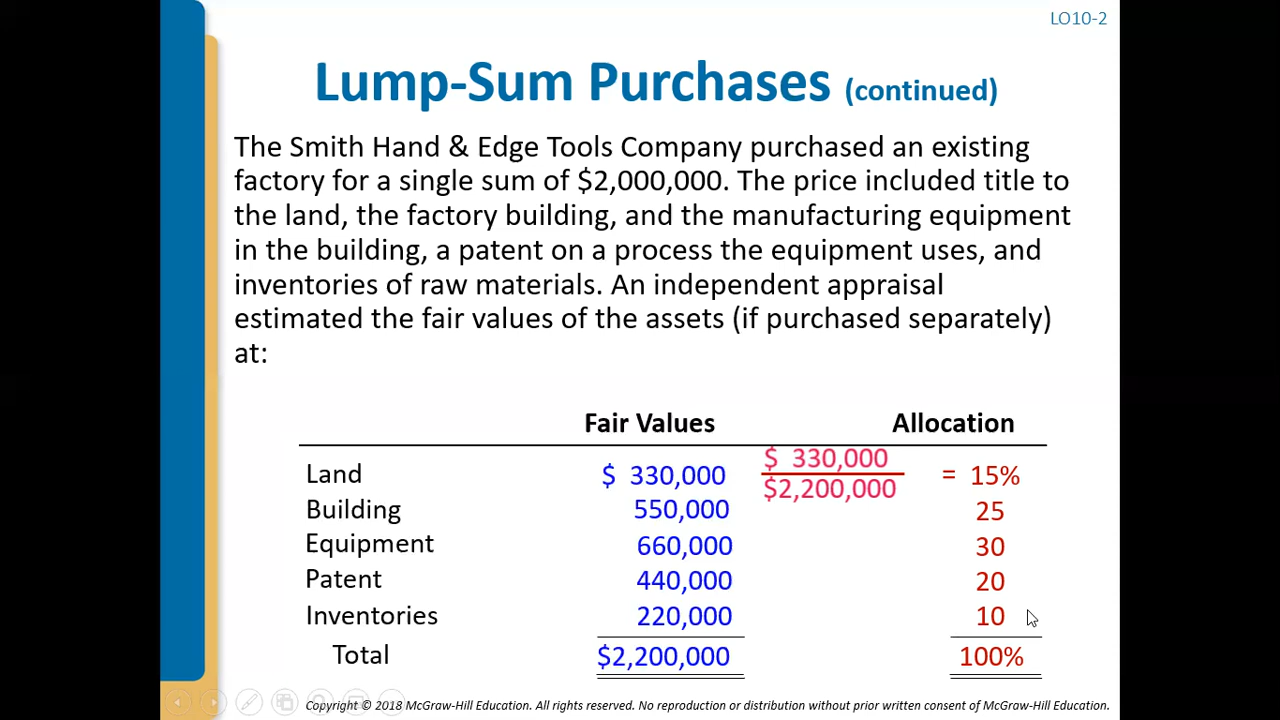 LO10-2
Lump-Sum Purchases (continued)
The Smith Hand & Edge Tools Company purchased an existing
factory for a single sum of $2,000,000. The price included title to
the land, the factory building, and the manufacturing equipment
in the building, a patent on a process the equipment uses, and
inventories of raw materials. An independent appraisal
estimated the fair values of the assets (if purchased separately)
at:
Fair Values Allocation
Land $ 330,000 $ 330,000 = 15%
$2,200,000
Building 550,000 25
Equipment 660,000 30
Patent 440,000 20
Inventories 220,000 10
Total $2,200,000 100%
Copyright © 2018 McGraw-Hill Education. All rights reserved. No reproduction or distribution without prior written consent of McGraw-Hill Education.